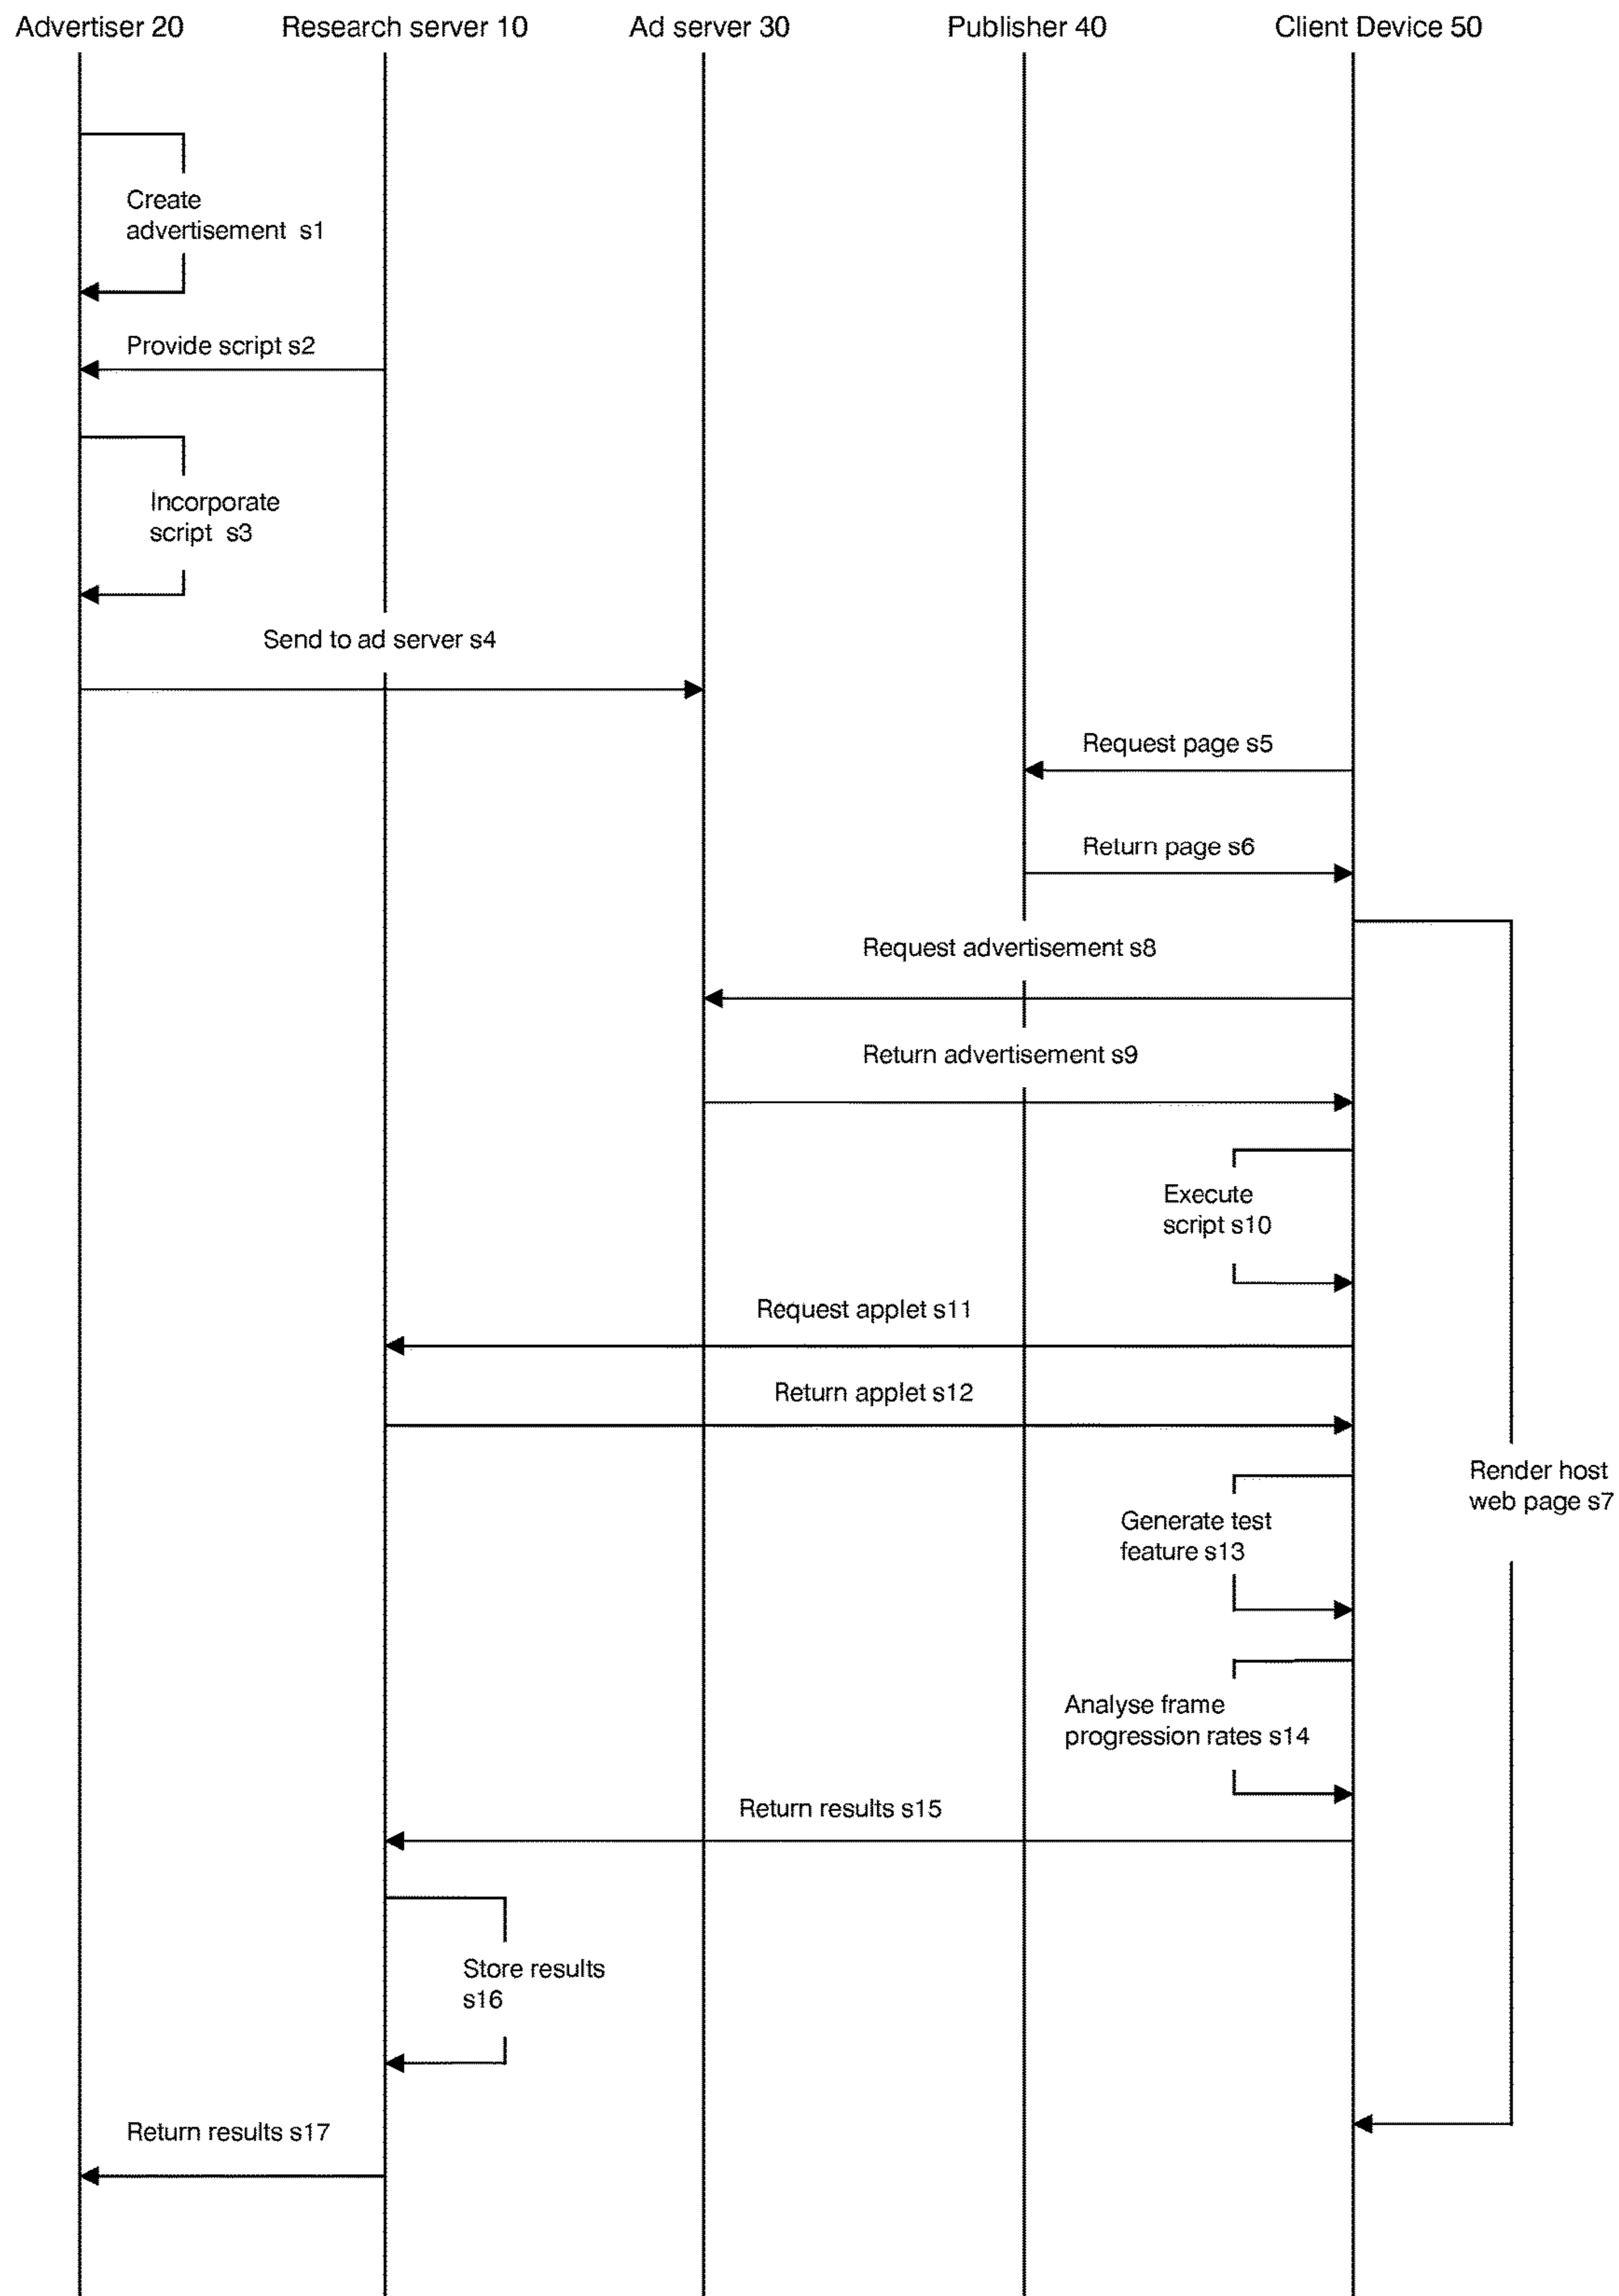 Advertiser 20
Research server 10
Ad server 30
Publisher 40
Client Device 50
Create
advertisement s1
Provide script s2
Incorporate
script s3
Send to ad server s4
Request page s5
Return page s6
Request advertisement s8
Return advertisement s9
Execute
script s10
Request applet s11
Return applet s12
Render host
web page s7
Generate test
feature s13
Analyse frame
progression rates s14
Return results s15
Store results
s16
Return results s17